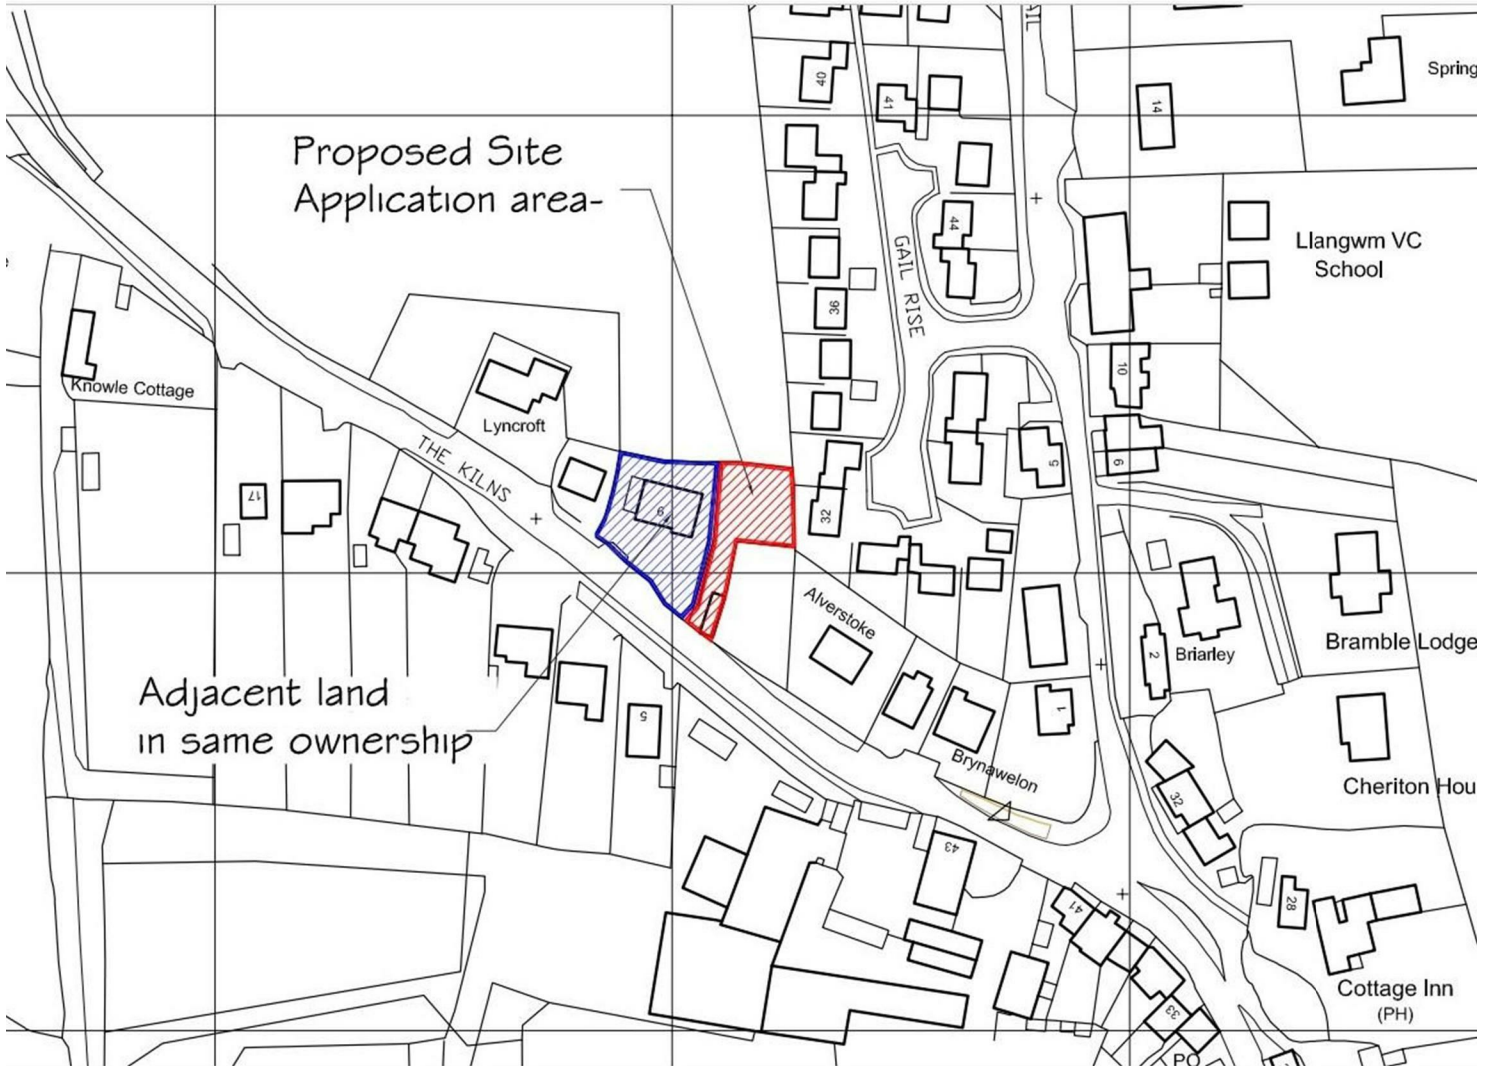 AIL
40
41
14
Spring
Proposed Site
Application area-
44
Llangwm VC
School
GAIL RISE
36
10
Knowle Cottage
Lyncroft
THE KILNS
5
6
17
9
32
Alverstoke
Bramble Lodge
2
Briarley
Adjacent land
in same ownership
5
1
Brynawelon
Cheriton Hou
32
43
28
41
Cottage Inn
(PH)
33
PO